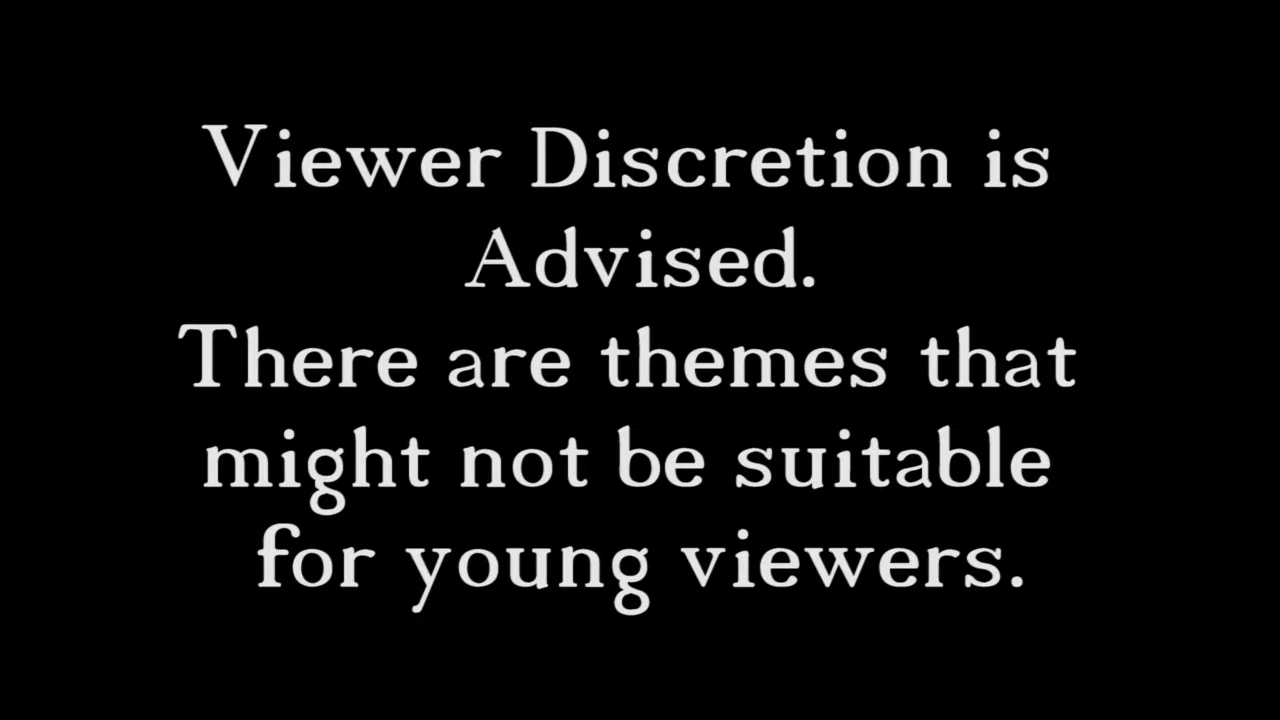 Viewer Discretion is
Advised.
There are themes that
might not be suitable
for young viewers.